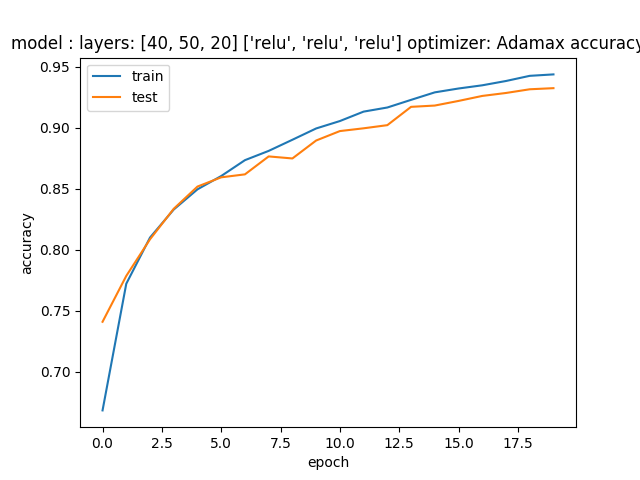 model : layers: [40, 50, 20] ['relu', 'relu', 'relu'] optimizer: Adamax accuracy
train
test
0.95
0.90
0.85
0.80
0.75
0.70
accuracy
0.0 2.5 5.0 7.5 10.0 12.5 15.0 17.5
epoch